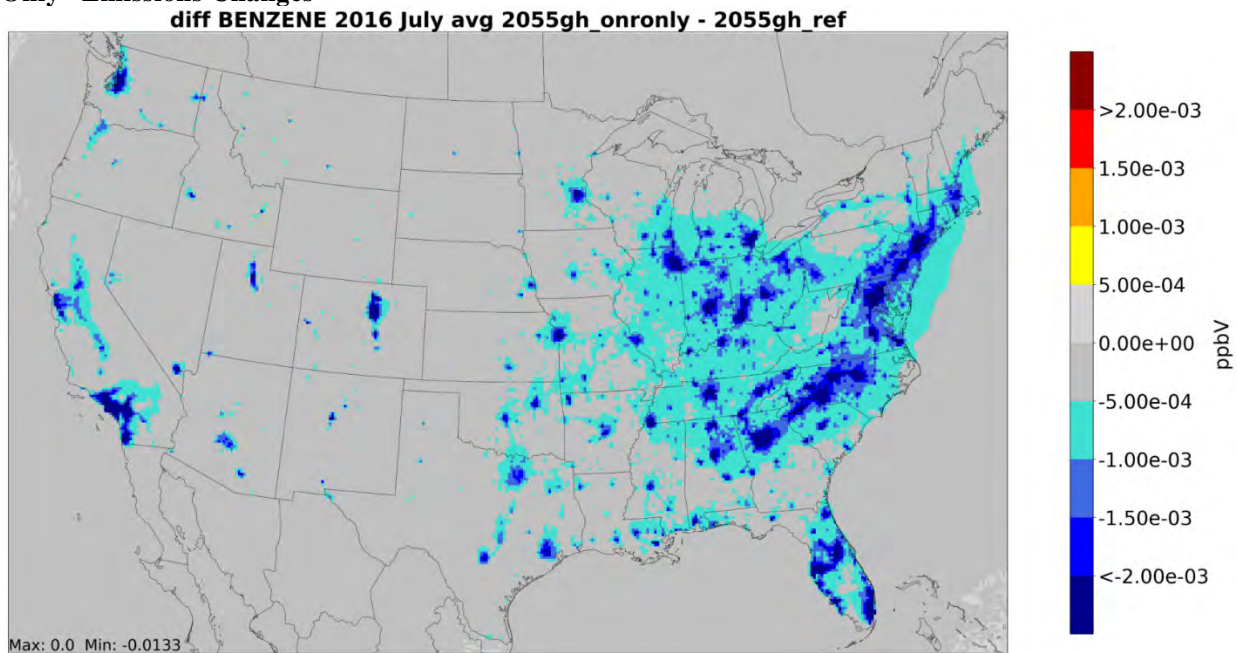 Only" Emissions Changes
diff BENZENE 2016 July avg 2055gh_onronly - 2055gh_ref
>2.00e-03
1.50e-03
1.00e-03
5.00e-04
0.00e+00
-5.00e-04
-1.00e-03
-1.50e-03
<-2.00e-03
ppbV
Max: 0.0 Min: -0.0133